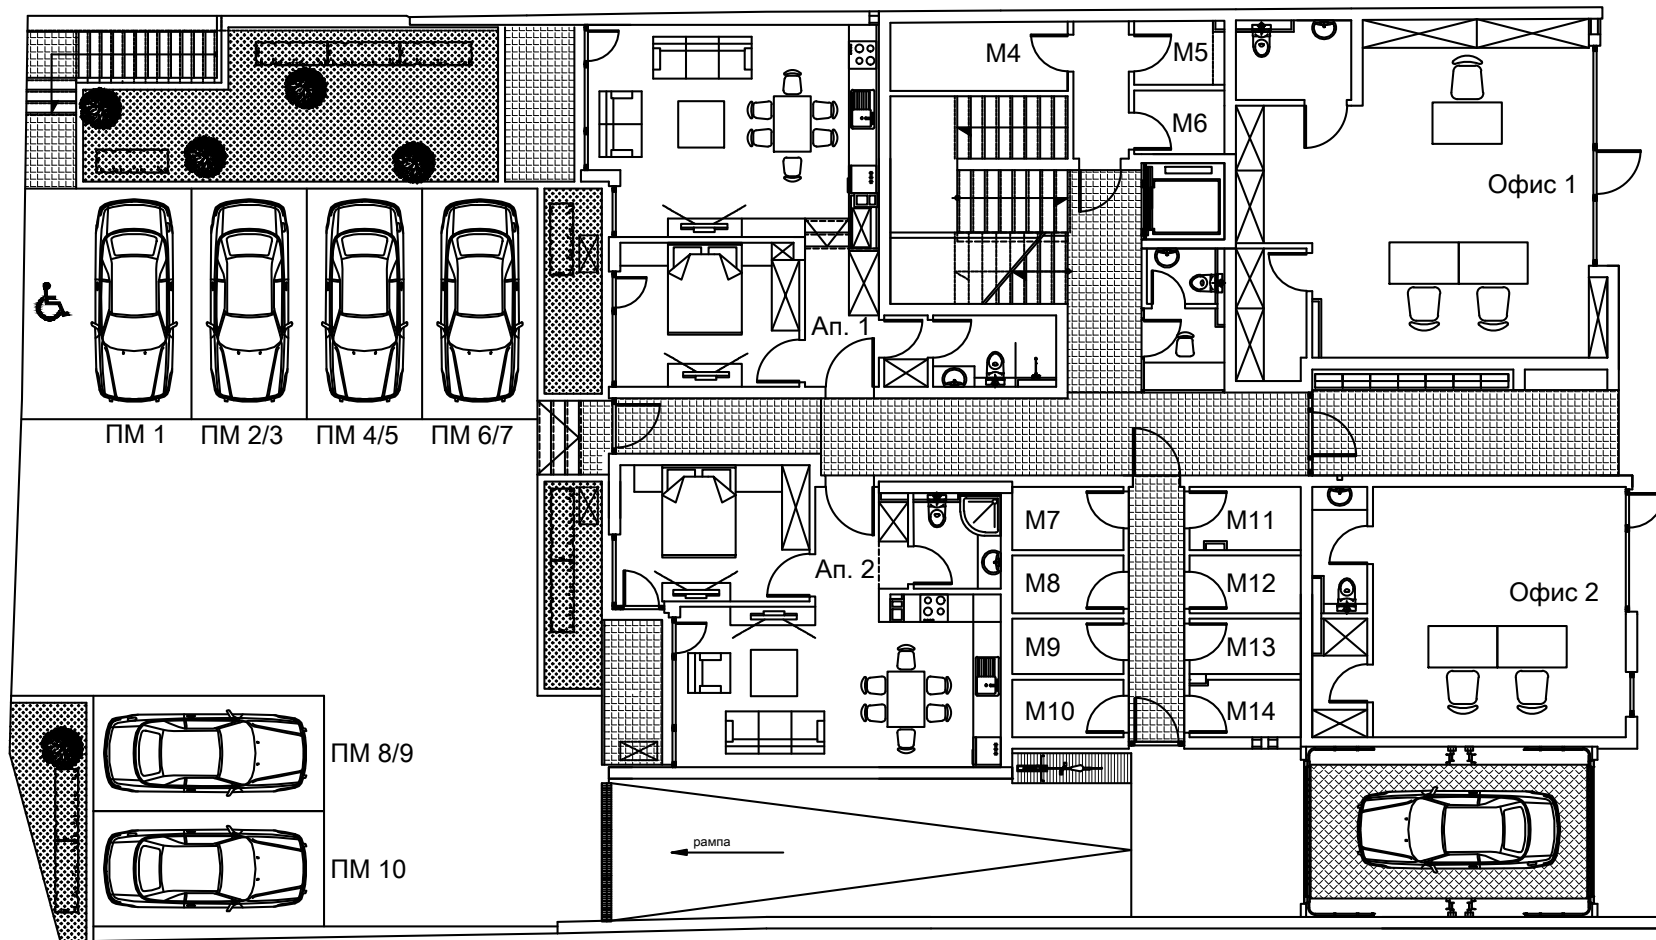 М4
М5
М6
Офис 1
Ап. 1
ПМ 1
ПМ 2/3
ПМ 4/5
ПМ 6/7
Ап. 2
М7
М8
М9
М10
М11
М12
М13
М14
Офис 2
ПМ 8/9
ПМ 10
рампа